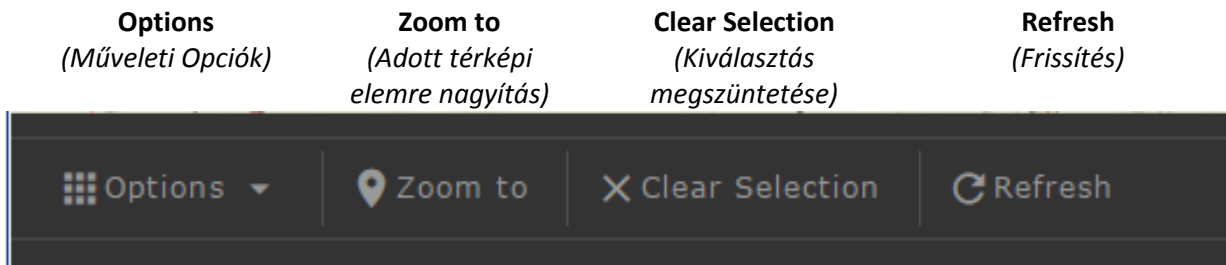 Options
(Műveleti Opciók)
Zoom to
(Adott térképi
elemre nagyítás)
Clear Selection
(Kiválasztás
megszüntetése)
Refresh
(Frissítés)
Options Zoom to Clear Selection Refresh